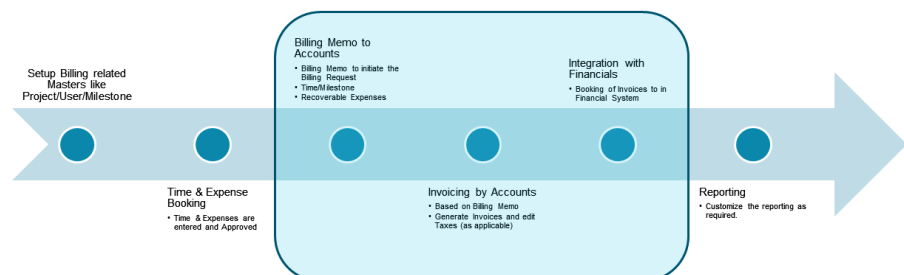 Setup Billing related
Masters like
Project/User/Milestone
Time & Expense
Booking
• Time & Expenses are
entered and Approved
Billing Memo to
Accounts
• Billing Memo to initiate the
Billing Request
• Time/Milestone
• Recoverable Expenses
Invoicing by Accounts
• Based on Billing Memo
• Generate Invoices and edit
Taxes (as applicable)
Integration with
Financials
• Booking of Invoices to in
Financial System
Reporting
• Customize the reporting as
required.